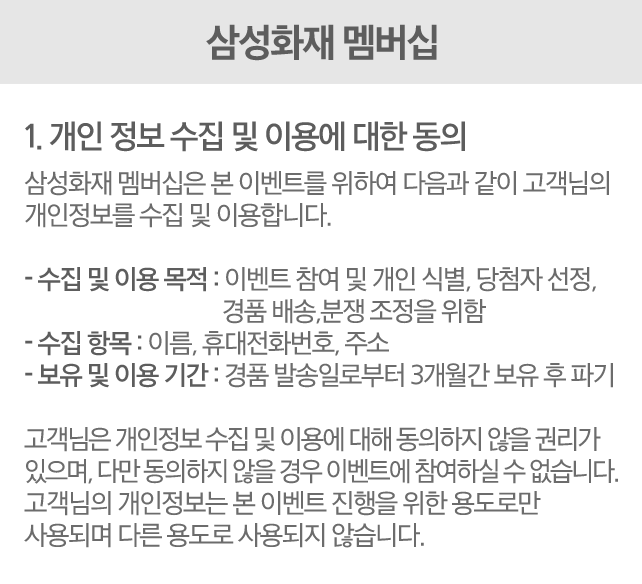 삼성화재 멤버십
1. 개인 정보 수집 및 이용에 대한 동의
삼성화재 멤버십은 본 이벤트를 위하여 다음과 같이 고객님의
개인정보를 수집 및 이용합니다.
- 수집 및 이용 목적 : 이벤트 참여 및 개인 식별, 당첨자 선정,
경품 배송,분쟁 조정을 위함
- 수집 항목 : 이름, 휴대전화번호, 주소
- 보유 및 이용 기간 : 경품 발송일로부터 3개월간 보유 후 파기
고객님은 개인정보 수집 및 이용에 대해 동의하지 않을 권리가
있으며, 다만 동의하지 않을 경우 이벤트에 참여하실 수 없습니다.
고객님의 개인정보는 본 이벤트 진행을 위한 용도로만
사용되며 다른 용도로 사용되지 않습니다.